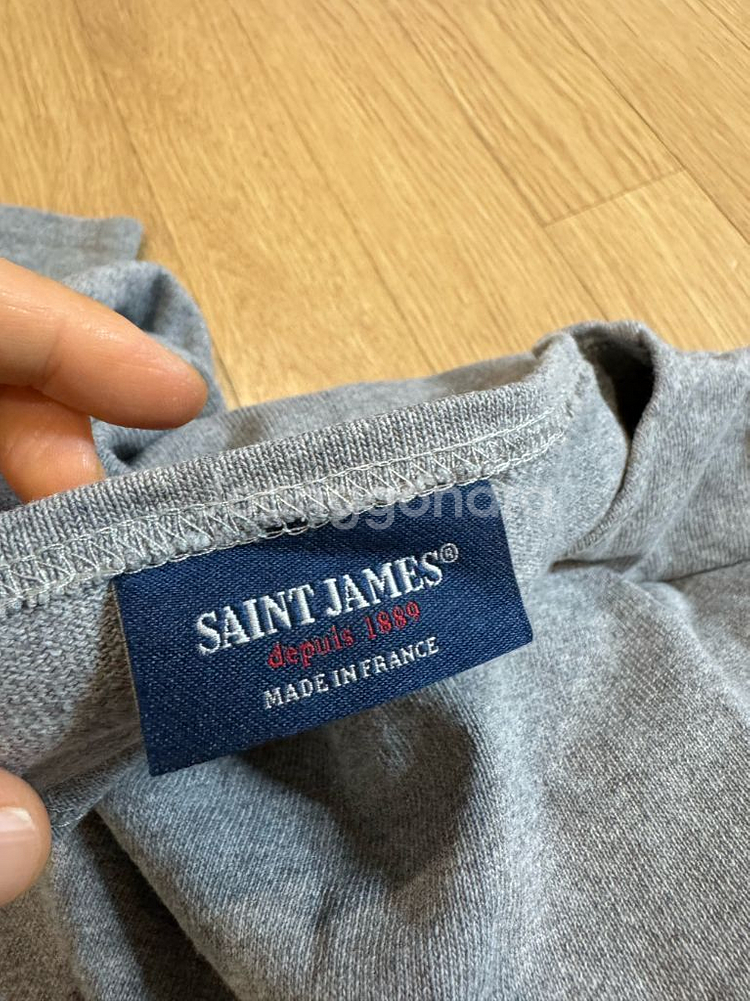 SAINT JAMES®
depuis 1889
MADE IN FRANCE